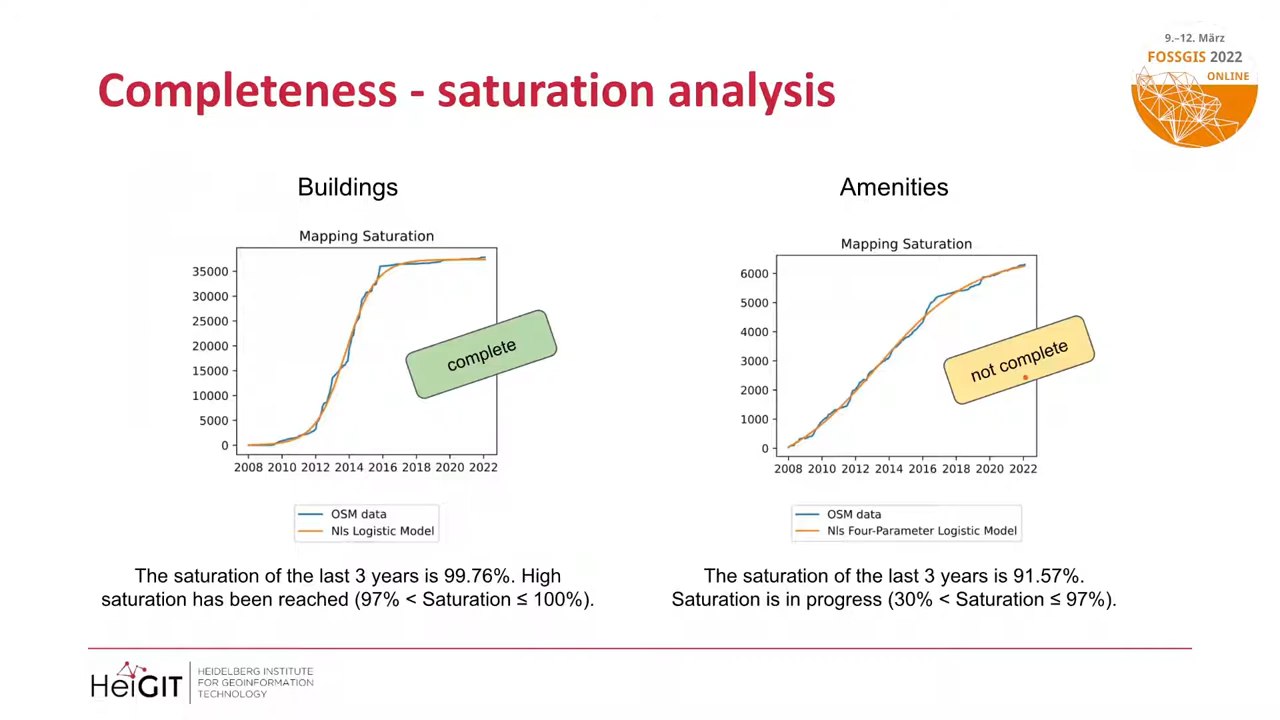 9.–12. März
FOSSGIS 2022
ONLINE
Completeness - saturation analysis
Buildings
Mapping Saturation
35000
30000
25000
20000
15000
10000
5000
0
2008 2010 2012 2014 2016 2018 2020 2022
complete
OSM data
Nls Logistic Model
The saturation of the last 3 years is 99.76%. High
saturation has been reached (97% < Saturation ≤ 100%).
Amenities
Mapping Saturation
6000
5000
4000
3000
2000
1000
0
2008 2010 2012 2014 2016 2018 2020 2022
not complete
OSM data
Nls Four-Parameter Logistic Model
The saturation of the last 3 years is 91.57%.
Saturation is in progress (30% < Saturation ≤ 97%).
HeiGIT
HEIDELBERG INSTITUTE
FOR GEOINFORMATION
TECHNOLOGY